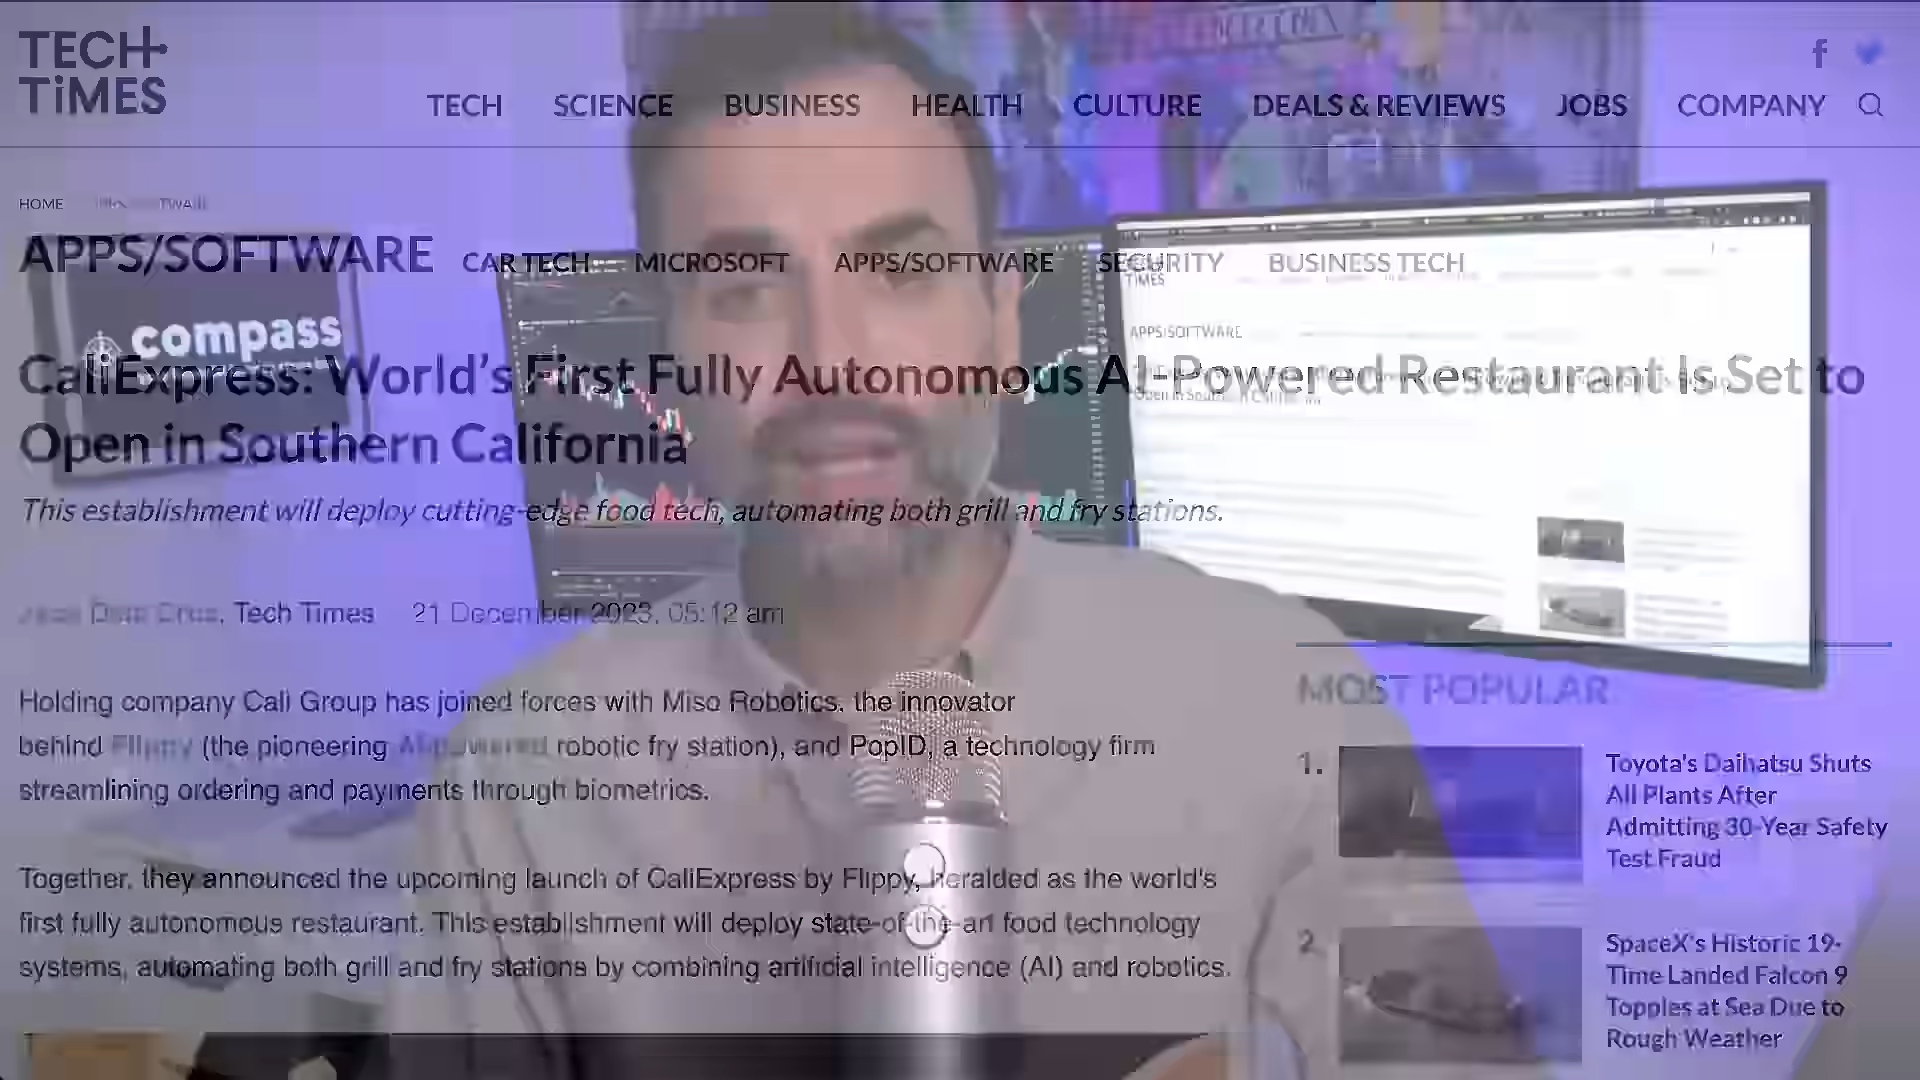 TECH
TiMES
TECH SCIENCE BUSINESS HEALTH CULTURE DEALS & REVIEWS JOBS COMPANY
HOME
APPS/SOFTWARE CAR TECH MICROSOFT APPS/SOFTWARE SECURITY BUSINESS TECH
TIMES
APPS/SOFTWARE
compass
CaliExpress: World's First Fully Autonomous AI-Powered Restaurant Is Set to
Open in Southern California
This establishment will deploy cutting-edge food tech, automating both grill and fry stations.
Tech Times 21 December 2023, 05:12 am
Holding company Cali Group has joined forces with Miso Robotics, the innovator
behind Flippy (the pioneering AI-powered robotic fry station), and PopID, a technology firm
streamlining ordering and payments through biometrics.
Together, they announced the upcoming launch of CaliExpress by Flippy, heralded as the world's
first fully autonomous restaurant. This establishment will deploy state-of-the-art food technology
systems, automating both grill and fry stations by combining artificial intelligence (AI) and robotics.
MOST POPULAR
1. Toyota's Daihatsu Shuts
All Plants After
Admitting 30-Year Safety
Test Fraud
2. SpaceX's Historic 19-
Time Landed Falcon 9
Topples at Sea Due to
Rough Weather